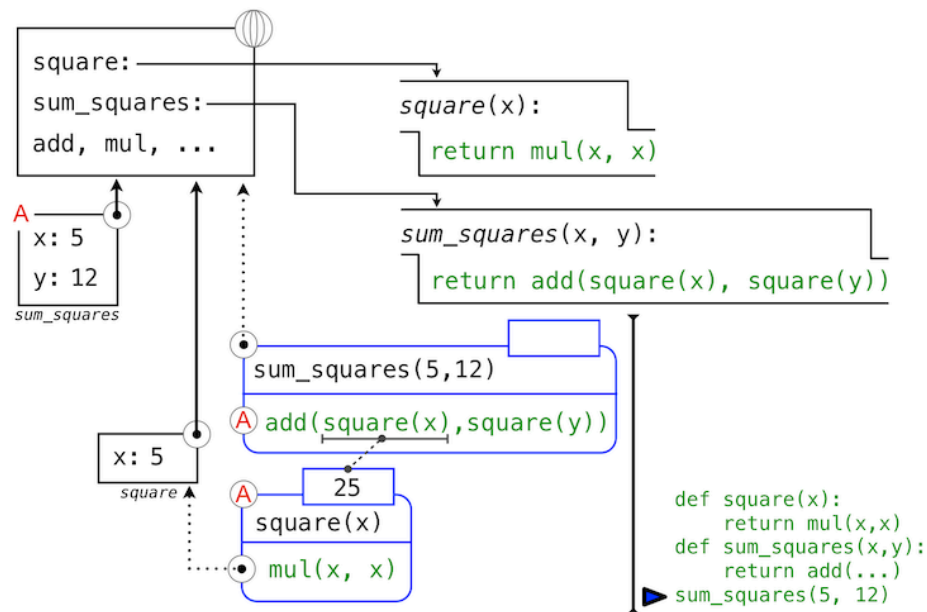 square:
sum_squares:
add, mul, ...
square(x):
return mul(x, x)
sum_squares(x, y):
return add(square(x), square(y))
A
x: 5
y: 12
sum_squares
sum_squares(5,12)
A
add(square(x),square(y))
x: 5
square
25
A
square(x)
mul(x, x)
def square(x):
    return mul(x,x)
def sum_squares(x,y):
    return add(...)
sum_squares(5, 12)